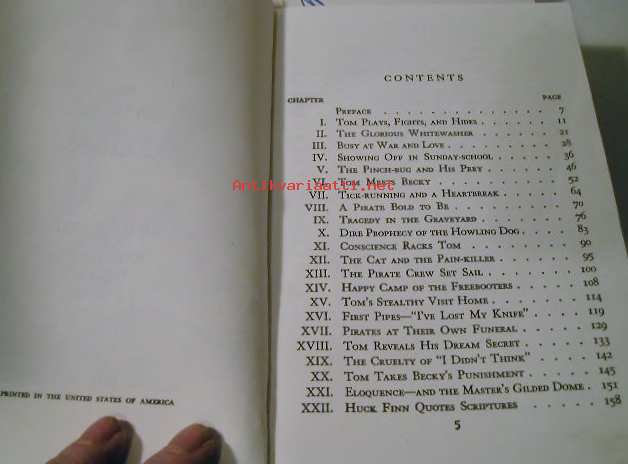 PRINTED IN THE UNITED STATES OF AMERICA
CONTENTS
CHAPTER PAGE
PREFACE . . . . . . . . . . . . . . 7
I. TOM PLAYS, FIGHTS, AND HIDES . . . . . . 11
II. THE GLORIOUS WHITEWASHER . . . . . . 21
III. BUSY AT WAR AND LOVE . . . . . . . . 28
IV. SHOWING OFF IN SUNDAY-SCHOOL . . . . . 36
V. THE PINCH-BUG AND HIS PREY . . . . . . 46
VI. TOM MEETS BECKY . . . . . . . . . 52
Antikvariaatti.net
VII. TICK-RUNNING AND A HEARTBREAK . . . . . 64
VIII. A PIRATE BOLD TO BE . . . . . . . . 70
IX. TRAGEDY IN THE GRAVEYARD . . . . . . 76
X. DIRE PROPHECY OF THE HOWLING DOG . . . . 83
XI. CONSCIENCE RACKS TOM . . . . . . . 90
XII. THE CAT AND THE PAIN-KILLER . . . . . . 95
XIII. THE PIRATE CREW SET SAIL . . . . . . 100
XIV. HAPPY CAMP OF THE FREEBOOTERS . . . . 108
XV. TOM'S STEALTHY VISIT HOME . . . . . . 114
XVI. FIRST PIPES—"I'VE LOST MY KNIFE" . . . . 119
XVII. PIRATES AT THEIR OWN FUNERAL . . . . . 129
XVIII. TOM REVEALS HIS DREAM SECRET . . . . . 133
XIX. THE CRUELTY OF "I DIDN'T THINK" . . . . 142
XX. TOM TAKES BECKY'S PUNISHMENT . . . . . 145
XXI. ELOQUENCE—AND THE MASTER'S GILDED DOME . 151
XXII. HUCK FINN QUOTES SCRIPTURES . . . . . 158
5